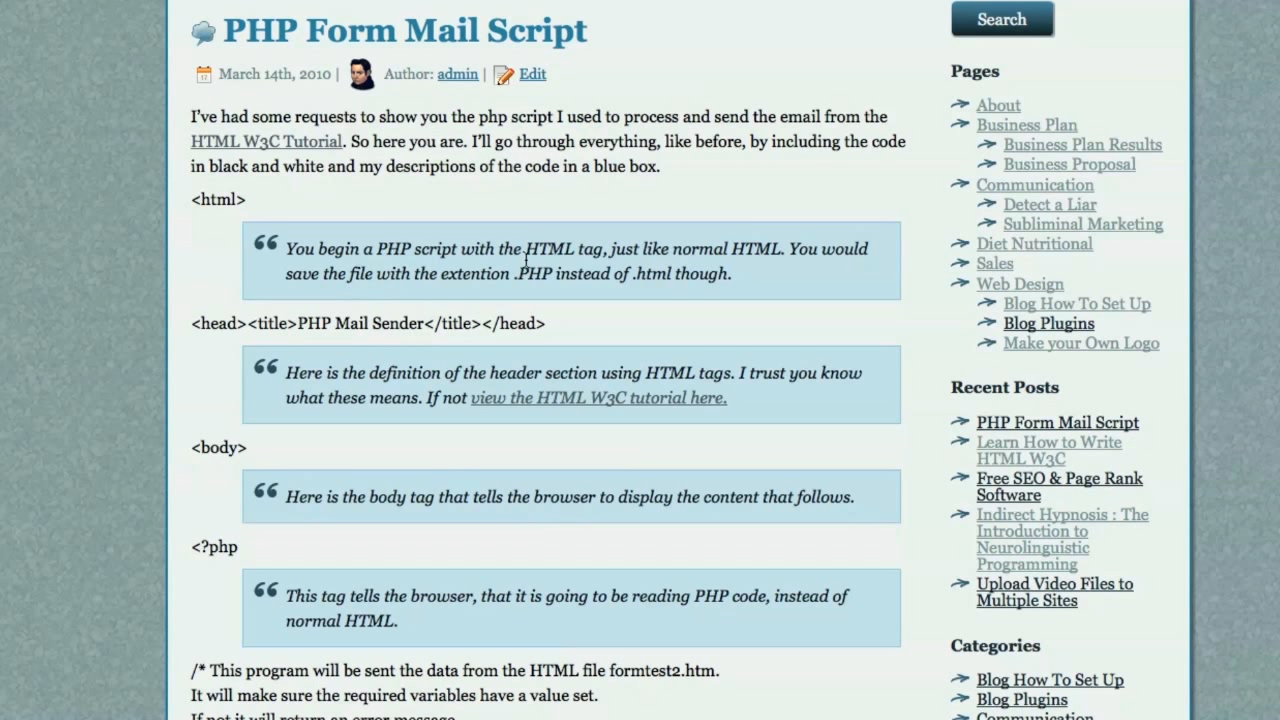 PHP Form Mail Script
March 14th, 2010 | Author: admin | Edit
I've had some requests to show you the php script I used to process and send the email from the
HTML W3C Tutorial. So here you are. I'll go through everything, like before, by including the code
in black and white and my descriptions of the code in a blue box.
<html>
You begin a PHP script with the HTML tag, just like normal HTML. You would
save the file with the extention .PHP instead of .html though.
<head><title>PHP Mail Sender</title></head>
Here is the definition of the header section using HTML tags. I trust you know
what these means. If not view the HTML W3C tutorial here.
<body>
Here is the body tag that tells the browser to display the content that follows.
<?php
This tag tells the browser, that it is going to be reading PHP code, instead of
normal HTML.
/* This program will be sent the data from the HTML file formtest2.htm.
It will make sure the required variables have a value set.
If not it will return an error message
Search
Pages
About
Business Plan
Business Plan Results
Business Proposal
Communication
Detect a Liar
Subliminal Marketing
Diet Nutritional
Sales
Web Design
Blog How To Set Up
Blog Plugins
Make your Own Logo
Recent Posts
PHP Form Mail Script
Learn How to Write
HTML W3C
Free SEO & Page Rank
Software
Indirect Hypnosis : The
Introduction to
Neurolinguistic
Programming
Upload Video Files to
Multiple Sites
Categories
Blog How To Set Up
Blog Plugins
Communication